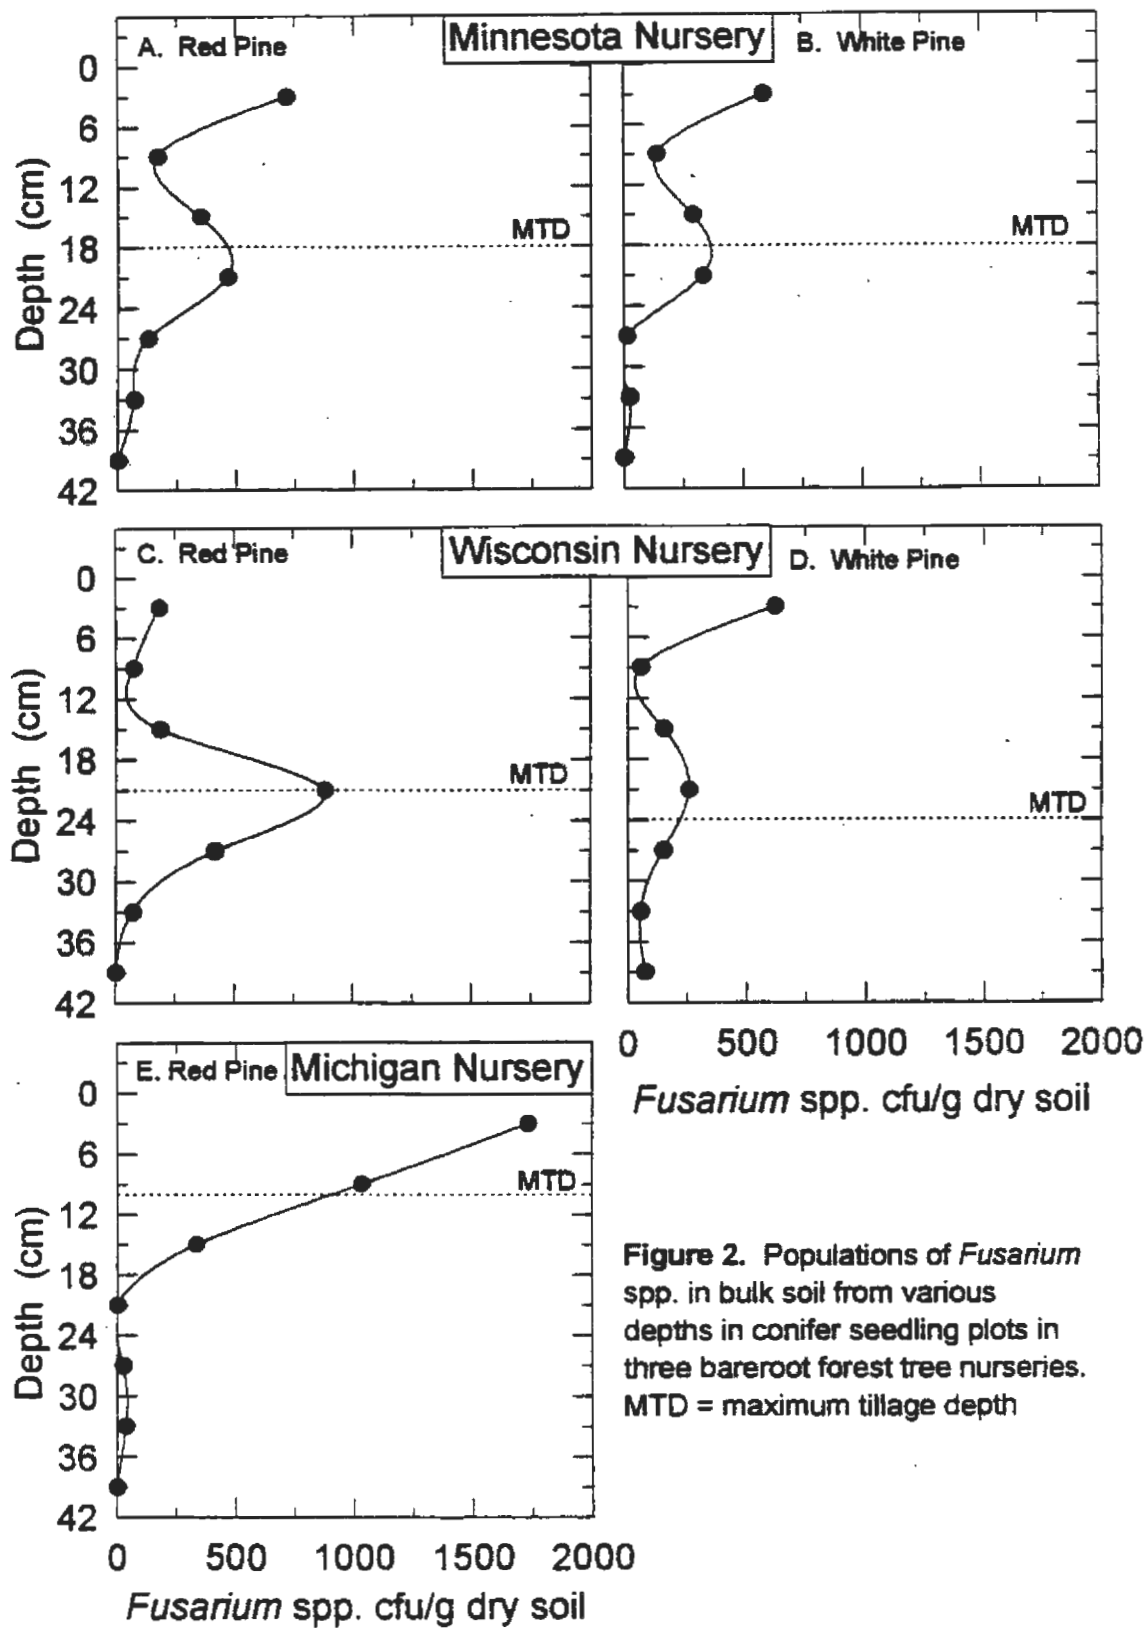 A. Red Pine
Minnesota Nursery
B. White Pine
Depth (cm)
0
6
12
18
24
30
36
42
MTD
MTD
C. Red Pine
Wisconsin Nursery
D. White Pine
Depth (cm)
0
6
12
18
24
30
36
42
MTD
MTD
0 500 1000 1500 2000
Fusarium spp. cfu/g dry soil
E. Red Pine
Michigan Nursery
Depth (cm)
0
6
12
18
24
30
36
42
MTD
0 500 1000 1500 2000
Fusarium spp. cfu/g dry soil
Figure 2. Populations of Fusarium
spp. in bulk soil from various
depths in conifer seedling plots in
three bareroot forest tree nurseries.
MTD = maximum tillage depth